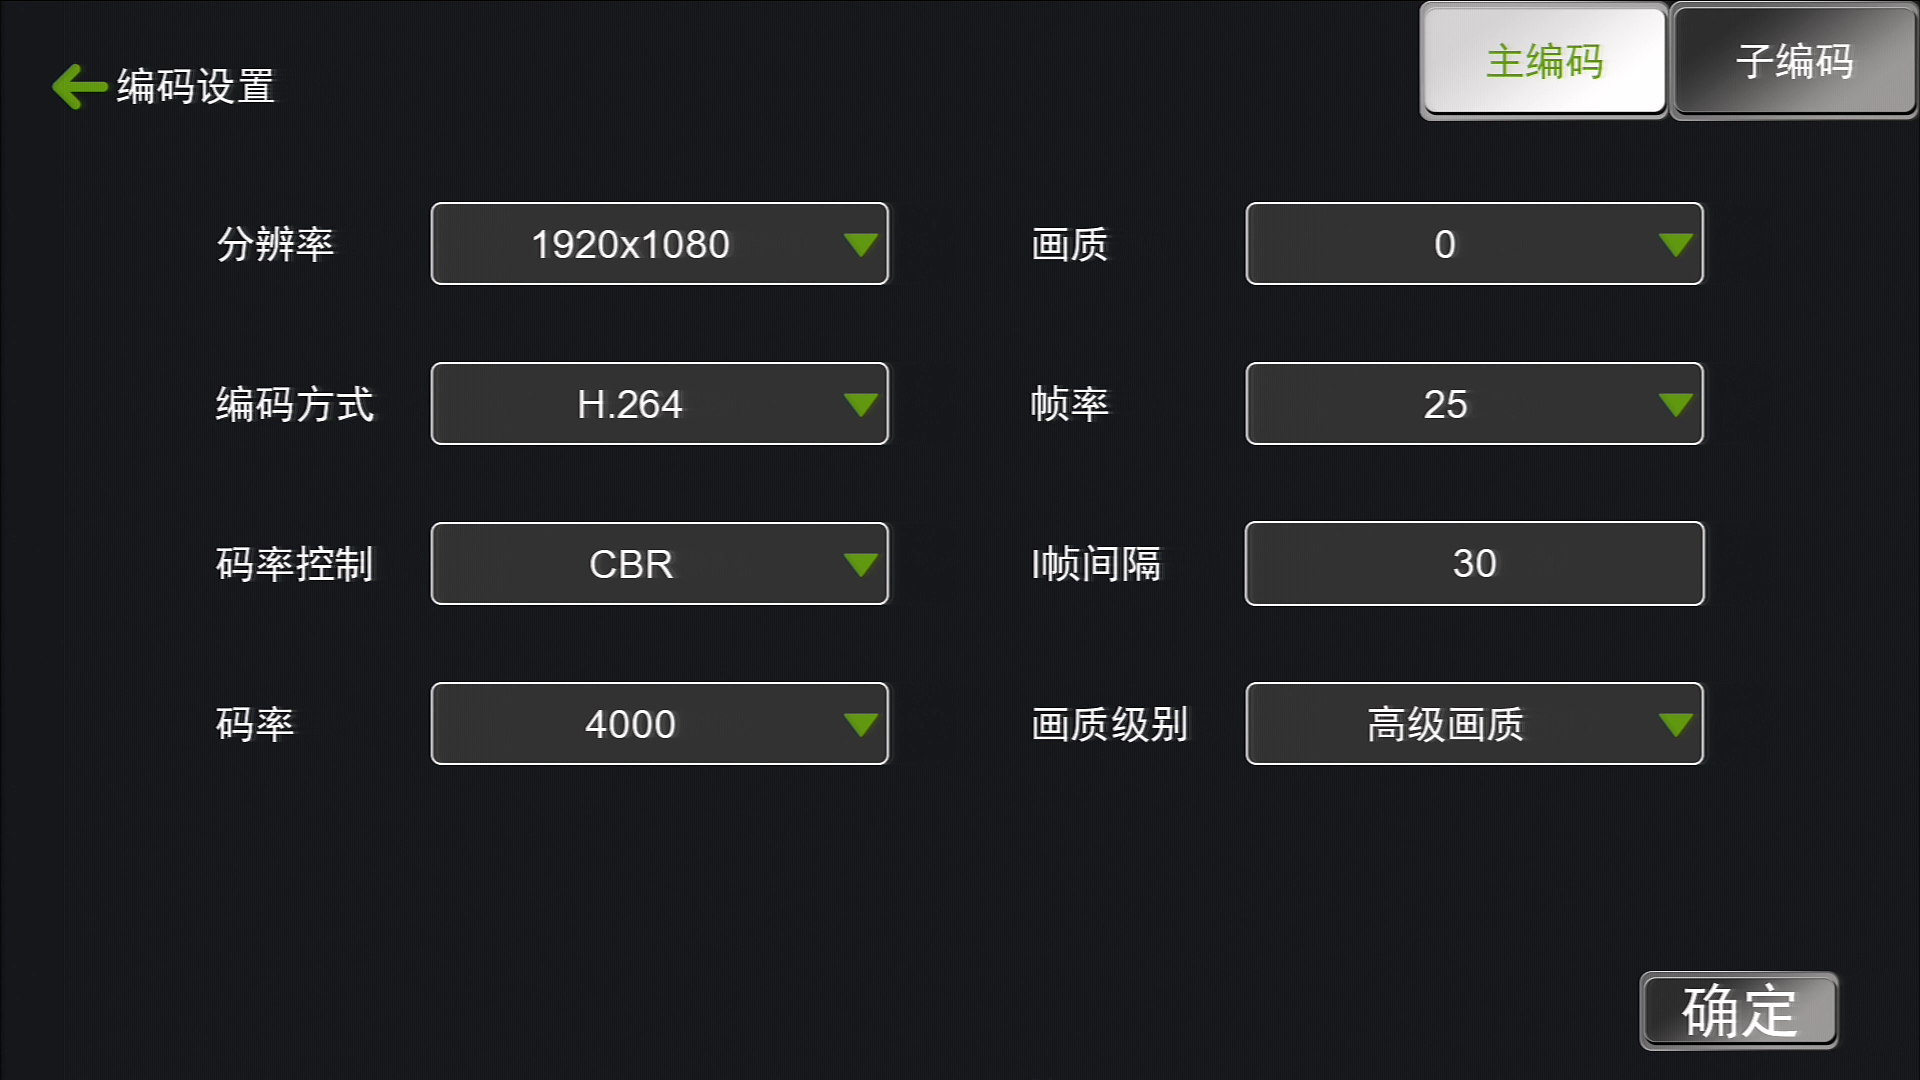 编码设置
主编码
子编码
分辨率 1920x1080 画质 0
编码方式 H.264 帧率 25
码率控制 CBR I帧间隔 30
码率 4000 画质级别 高级画质
确定